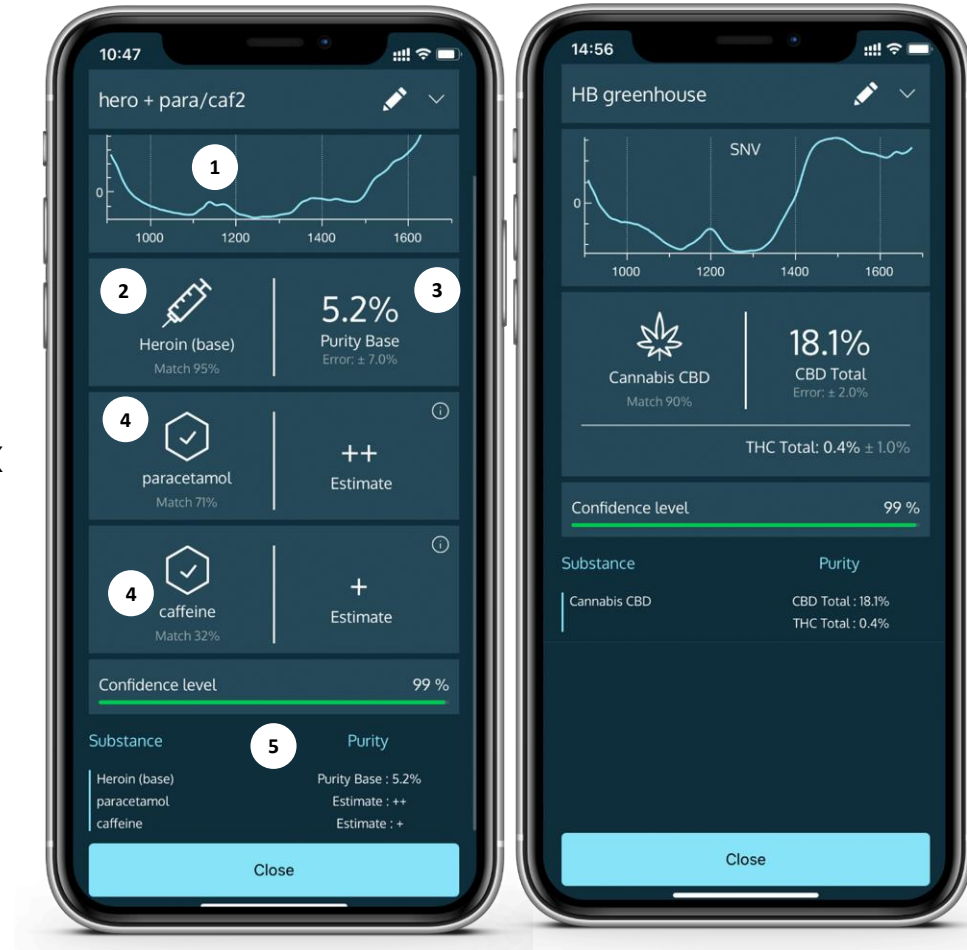 10:47
hero + para/caf2
1
0
1000 1200 1400 1600
2
3
Heroin (base)
Match 95%
5.2%
Purity Base
Error: ± 7.0%
4
paracetamol
Match 71%
++
Estimate
4
caffeine
Match 32%
+
Estimate
Confidence level 99 %
Substance 5 Purity
Heroin (base) Purity Base : 5.2%
paracetamol Estimate : ++
caffeine Estimate : +
Close
14:56
HB greenhouse
SNV
0
1000 1200 1400 1600
Cannabis CBD
Match 90%
18.1%
CBD Total
Error: ± 2.0%
THC Total: 0.4% ± 1.0%
Confidence level 99 %
Substance Purity
Cannabis CBD CBD Total : 18.1%
THC Total : 0.4%
Close